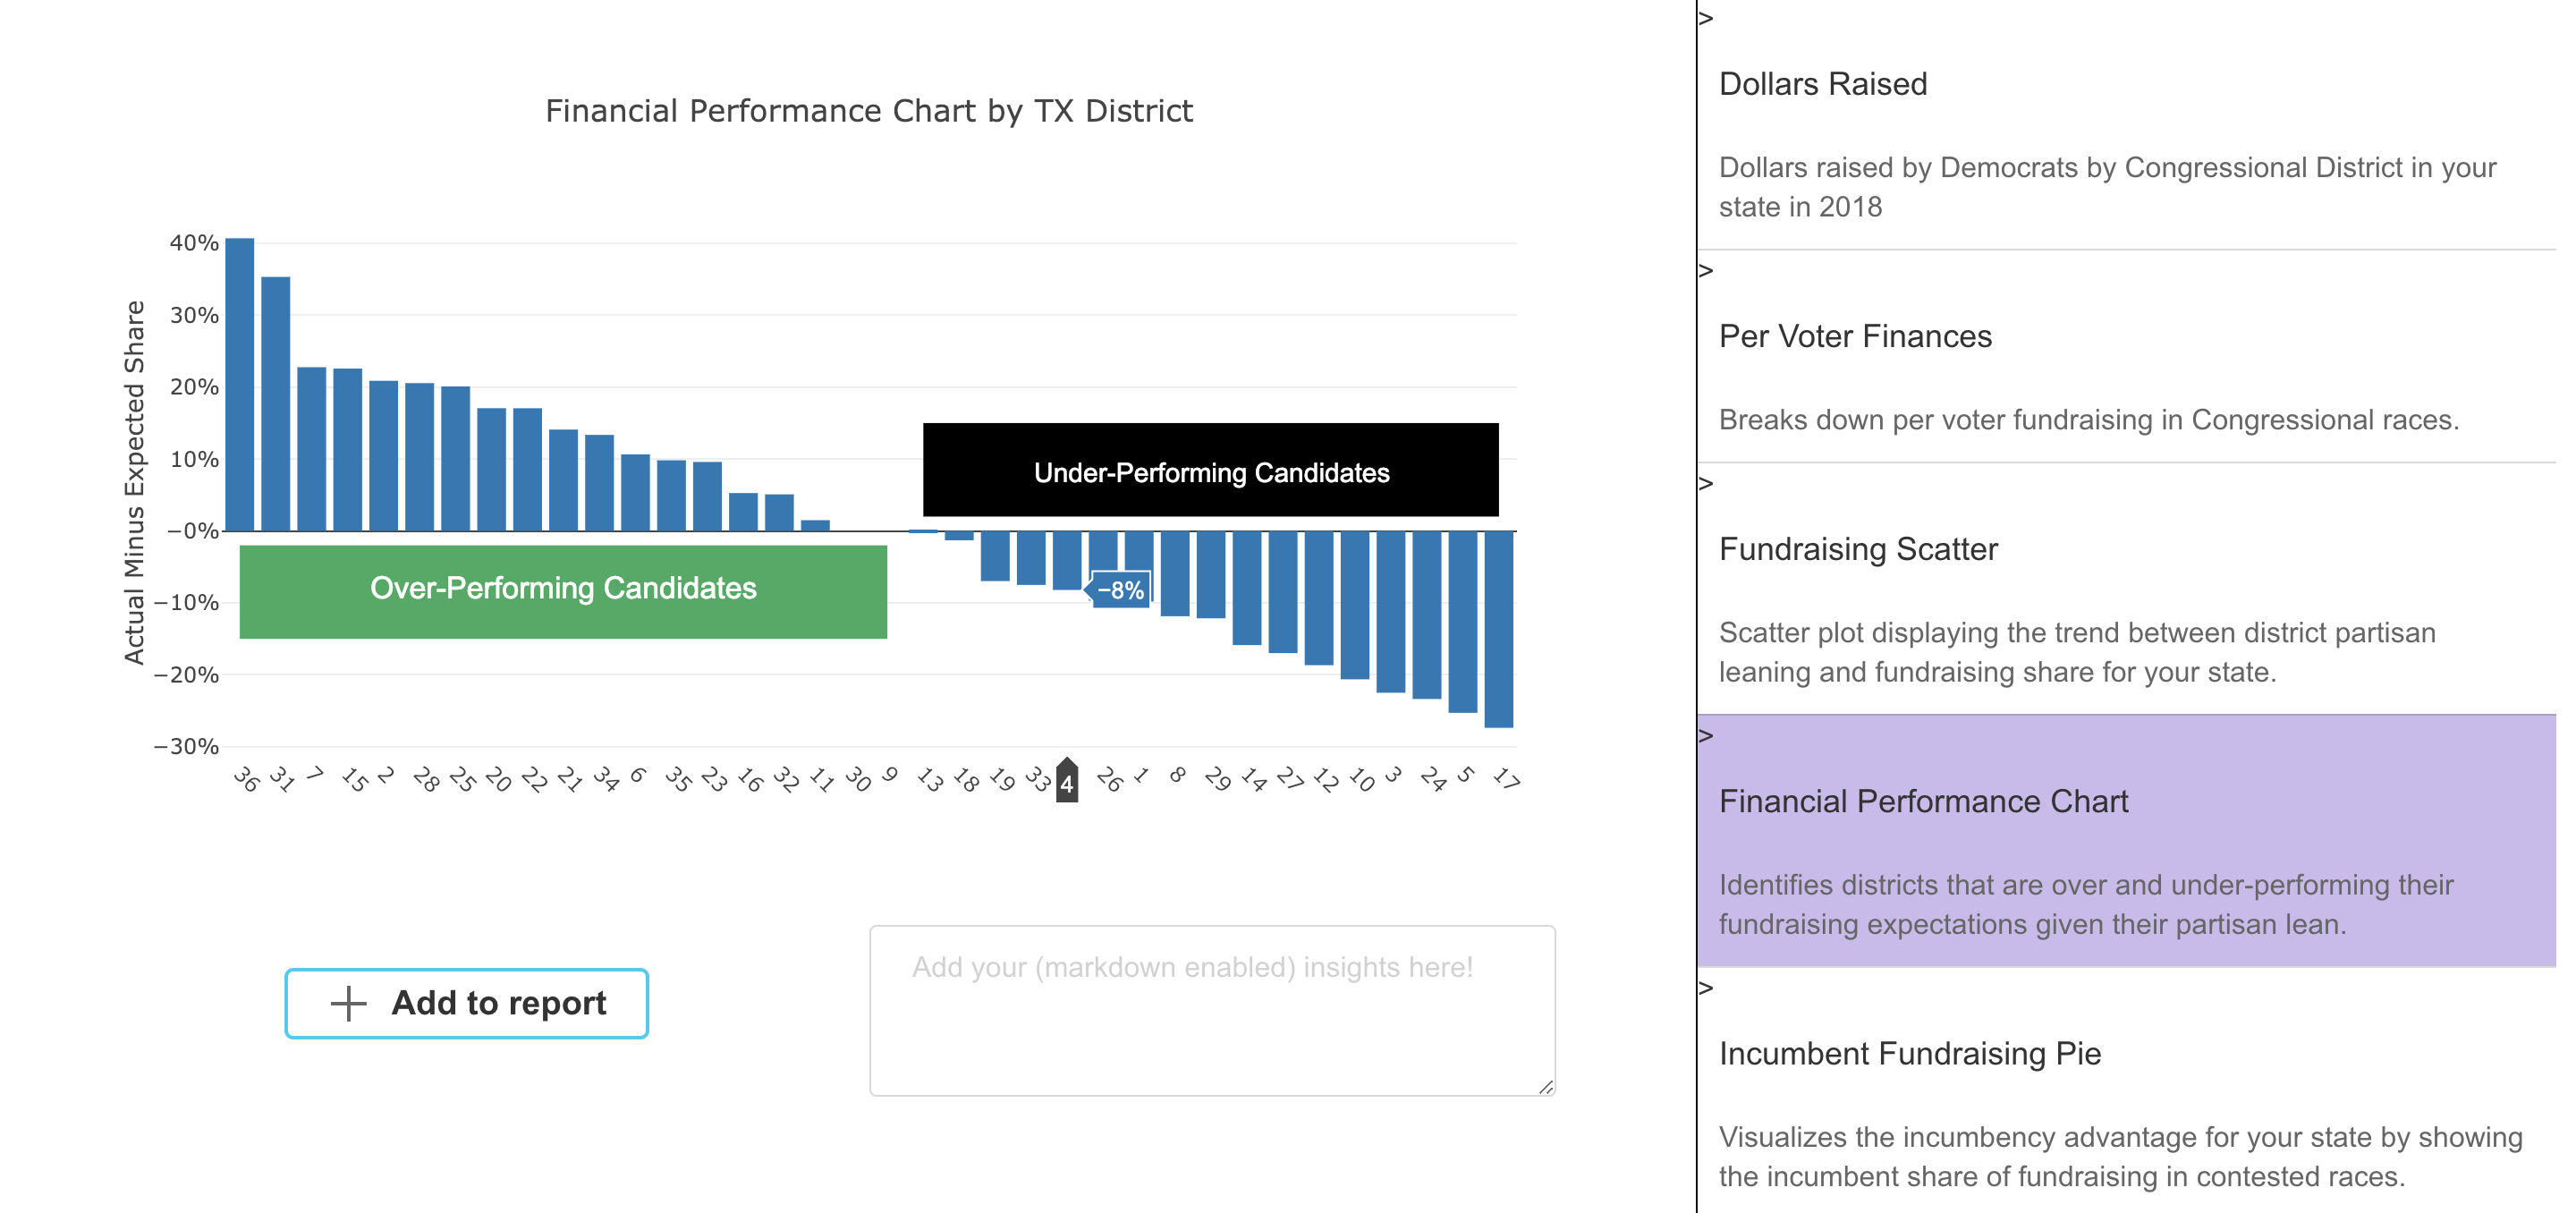 Financial Performance Chart by TX District
Actual Minus Expected Share
40%
30%
20%
10%
−0%
−10%
−20%
−30%
Under-Performing Candidates
Over-Performing Candidates
−8%
36 31 7 15 2 28 25 20 22 21 34 6 35 23 16 32 11 30 9 13 18 19 33 4 26 1 8 29 14 27 12 10 3 24 5 17
Add to report
Add your (markdown enabled) insights here!
>
Dollars Raised
Dollars raised by Democrats by Congressional District in your
state in 2018
>
Per Voter Finances
Breaks down per voter fundraising in Congressional races.
>
Fundraising Scatter
Scatter plot displaying the trend between district partisan
leaning and fundraising share for your state.
>
Financial Performance Chart
Identifies districts that are over and under-performing their
fundraising expectations given their partisan lean.
>
Incumbent Fundraising Pie
Visualizes the incumbency advantage for your state by showing
the incumbent share of fundraising in contested races.